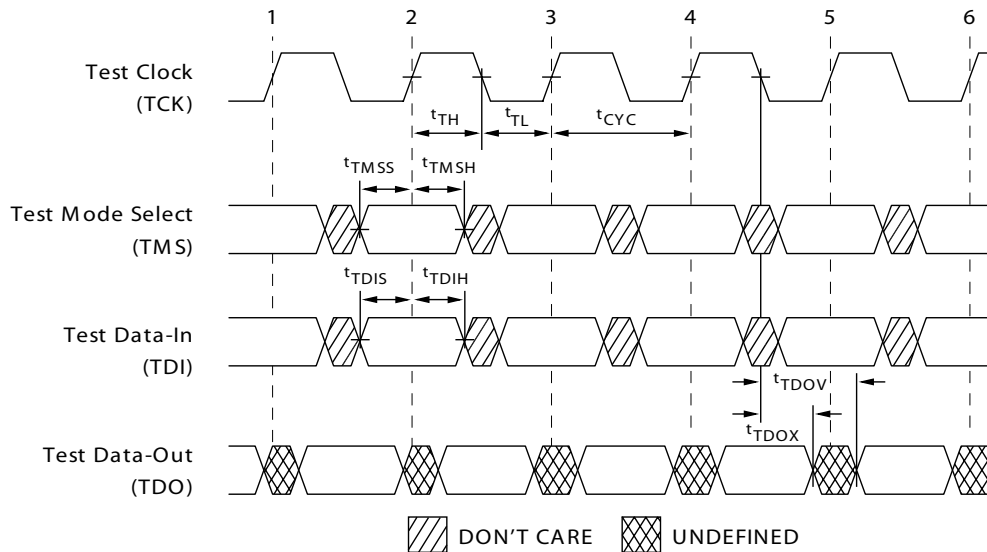 1 2 3 4 5 6
Test Clock
(TCK)
tTH tTL tCYC
tTMSS tTMSH
Test Mode Select
(TMS)
tTDIS tTDIH
Test Data-In
(TDI)
tTDOV
tTDOX
Test Data-Out
(TDO)
DON'T CARE UNDEFINED